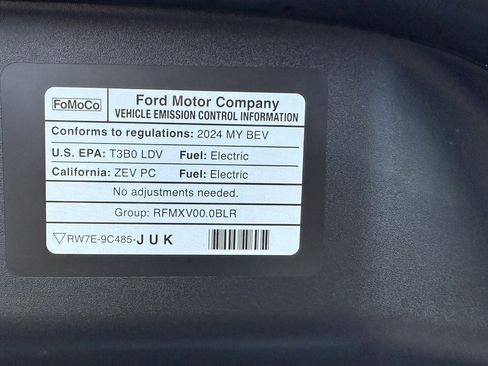 FoMoCo
Ford Motor Company
VEHICLE EMISSION CONTROL INFORMATION
Conforms to regulations: 2024 MY BEV
U.S. EPA: T3B0 LDV Fuel: Electric
California: ZEV PC Fuel: Electric
No adjustments needed.
Group: RFMXV00.0BLR
▽RW7E-9C485-JUK